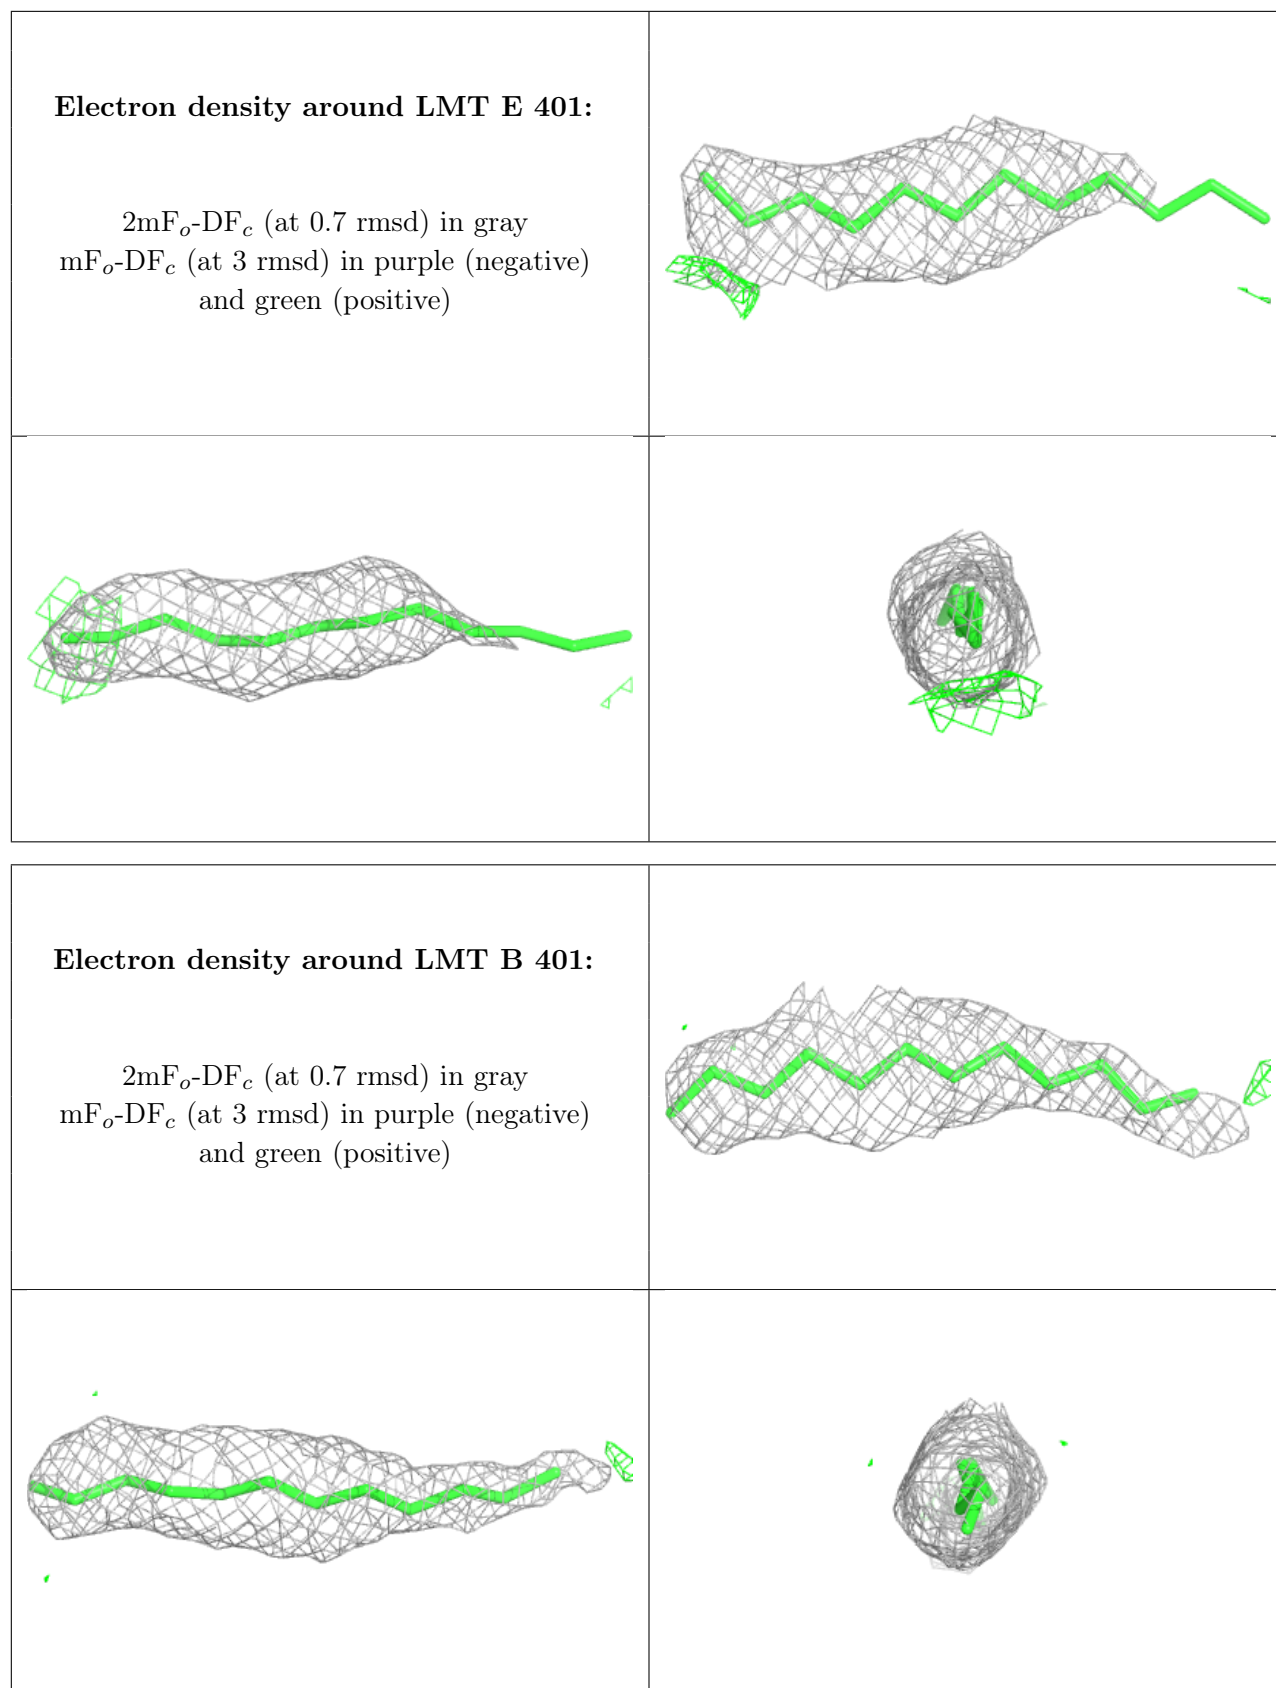 Electron density around LMT E 401:
2mFo-DFc (at 0.7 rmsd) in gray
mFo-DFc (at 3 rmsd) in purple (negative)
and green (positive)
Electron density around LMT B 401:
2mFo-DFc (at 0.7 rmsd) in gray
mFo-DFc (at 3 rmsd) in purple (negative)
and green (positive)